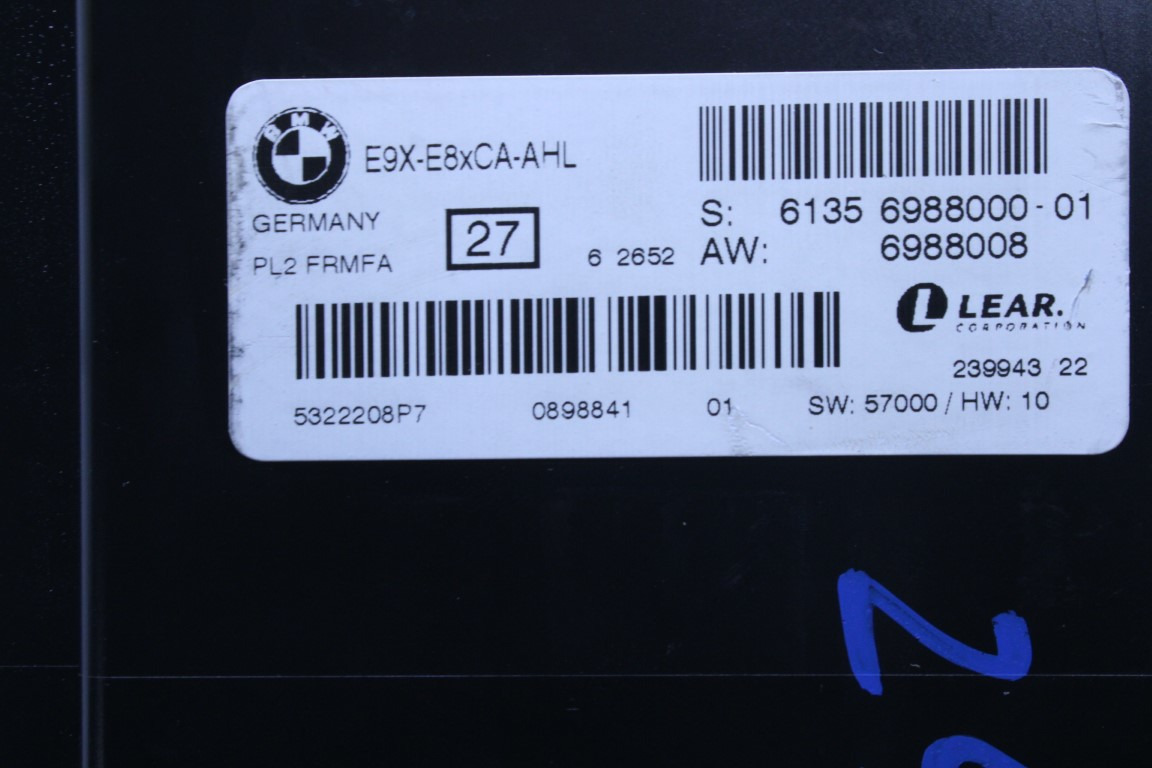 BMW
E9X-E8xCA-AHL
GERMANY
27
PL2 FRMFA
6 2652
S: 6135 6988000-01
AW: 6988008
LEAR.
CORPORATION
239943 22
5322208P7 0898841 01 SW: 57000 / HW: 10
2